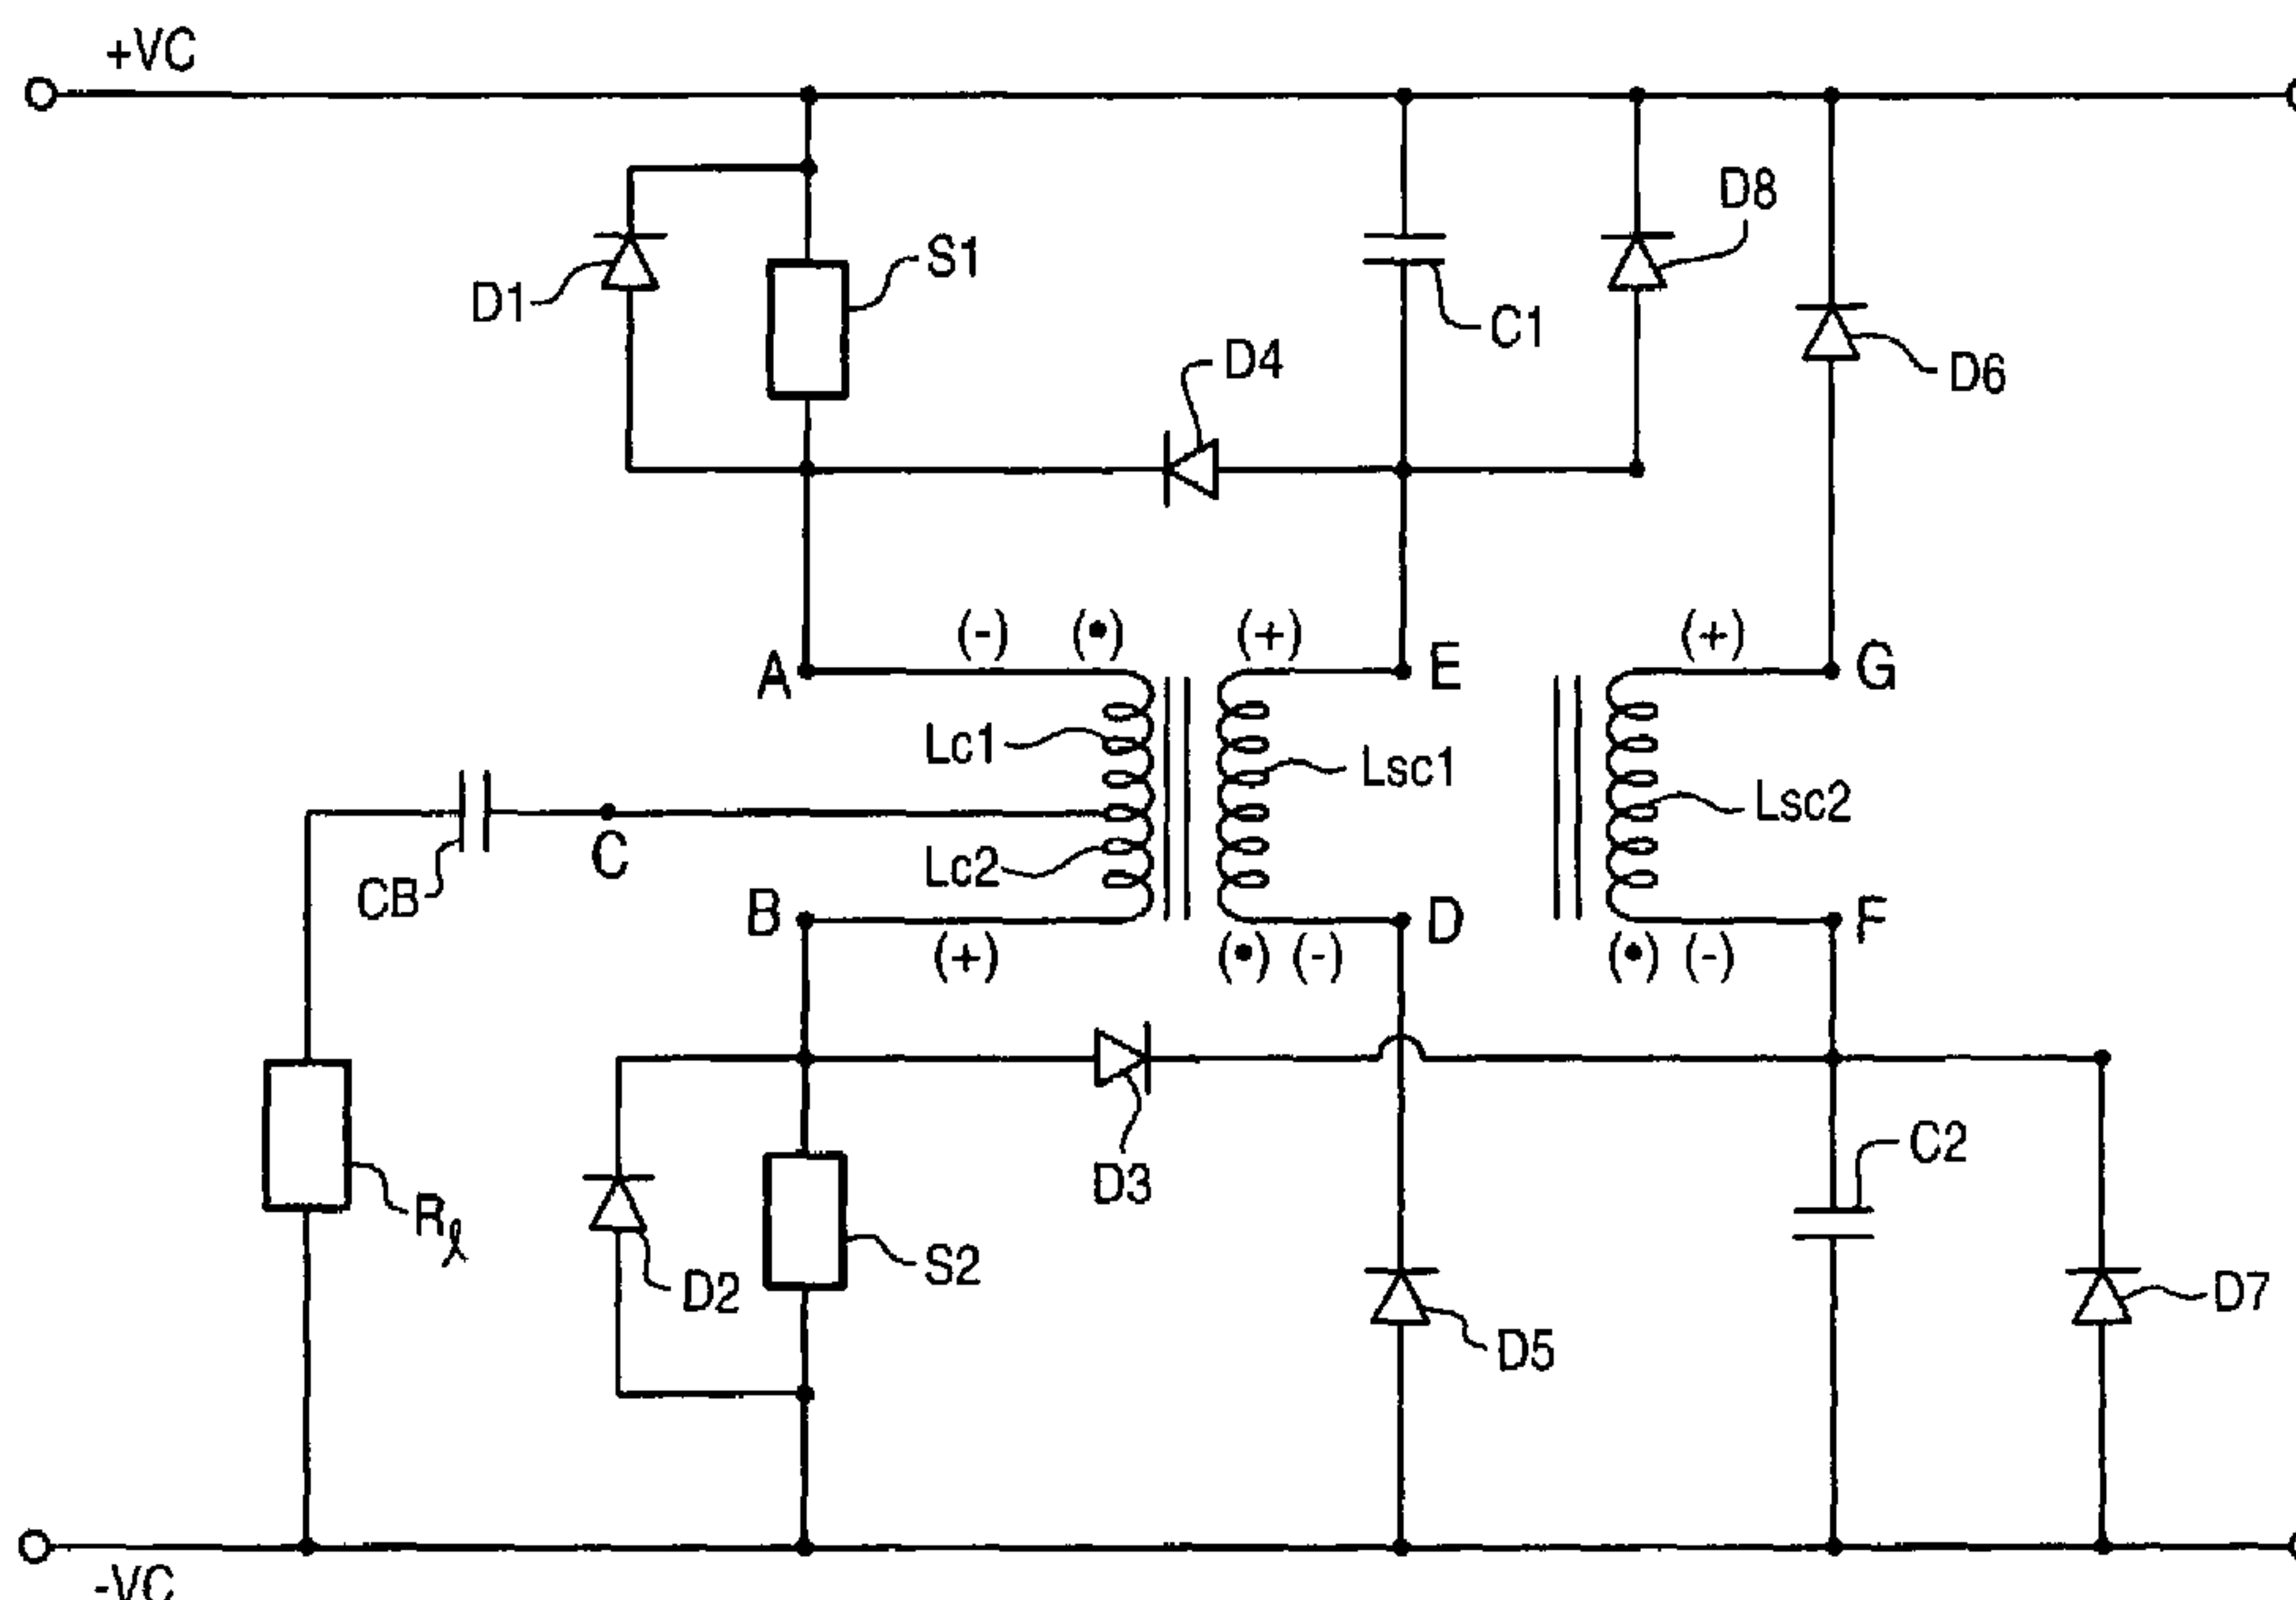 +VC
D8
S1
D1
C1
D4
D6
(-) (•) (+) (+)
A E G
Lc1
Lsc1
Lsc2
C
Lc2
CB
B D F
(+) (•) (-) (•) (-)
C2
D3
Rℓ
S2
D2
D7
D5
-VC